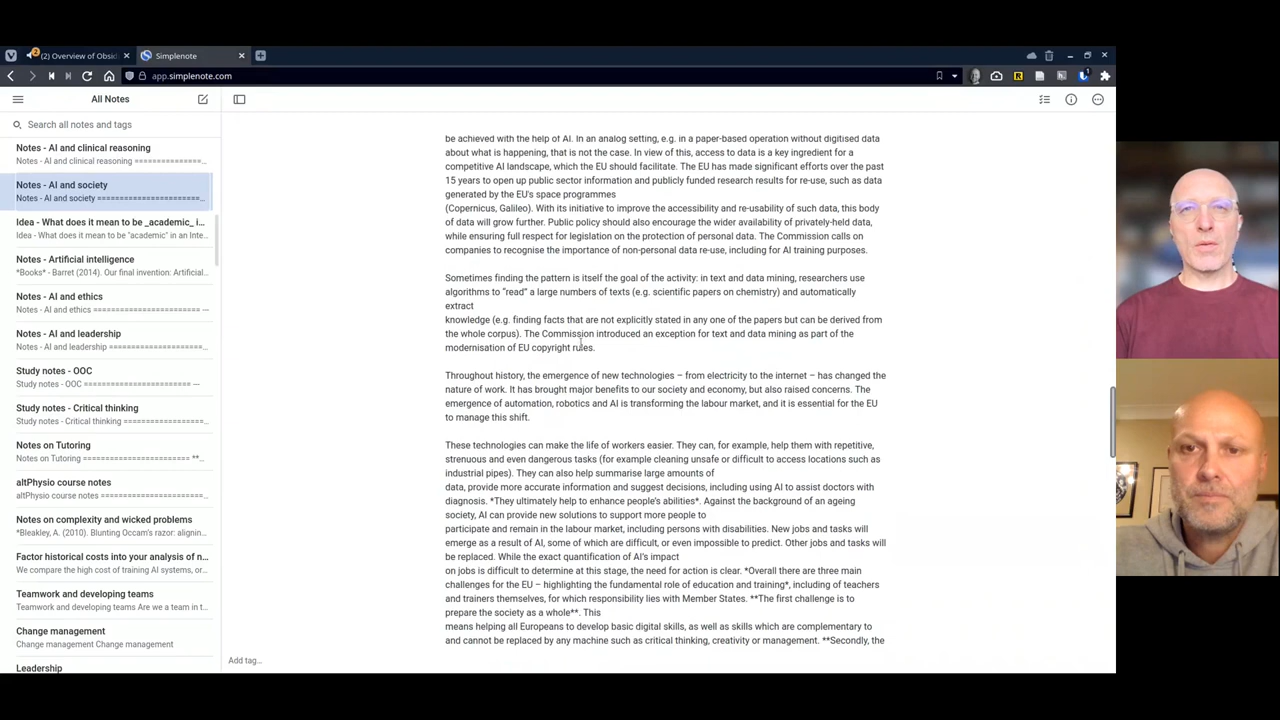 2
(2) Overview of Obsi
Simplenote
app.simplenote.com
1
All Notes
Search all notes and tags
Notes - AI and clinical reasoning
Notes - AI and clinical reasoning ===============...
Notes - AI and society
Notes - AI and society =======================...
Idea - What does it mean to be _academic_ i...
Idea - What does it mean to be "academic" in an Inte...
Notes - Artificial intelligence
*Books* - Barret (2014). Our final invention: Artificial...
Notes - AI and ethics
Notes - AI and ethics ====================== ---
Notes - AI and leadership
Notes - AI and leadership ====================...
Study notes - OOC
Study notes - OOC =================== ---
Study notes - Critical thinking
Study notes - Critical thinking ===================...
Notes on Tutoring
Notes on Tutoring ======================== **...
altPhysio course notes
altPhysio course notes =======================...
Notes on complexity and wicked problems
*Bleakley, A. (2010). Blunting Occam's razor: alignin...
Factor historical costs into your analysis of n...
We compare the high cost of training AI systems, or...
Teamwork and developing teams
Teamwork and developing teams Are we a team in t...
Change management
Change management Change management
Leadership
be achieved with the help of AI. In an analog setting, e.g. in a paper-based operation without digitised data
about what is happening, that is not the case. In view of this, access to data is a key ingredient for a
competitive AI landscape, which the EU should facilitate. The EU has made significant efforts over the past
15 years to open up public sector information and publicly funded research results for re-use, such as data
generated by the EU's space programmes
(Copernicus, Galileo). With its initiative to improve the accessibility and re-usability of such data, this body
of data will grow further. Public policy should also encourage the wider availability of privately-held data,
while ensuring full respect for legislation on the protection of personal data. The Commission calls on
companies to recognise the importance of non-personal data re-use, including for AI training purposes.
Sometimes finding the pattern is itself the goal of the activity: in text and data mining, researchers use
algorithms to “read” a large numbers of texts (e.g. scientific papers on chemistry) and automatically
extract
knowledge (e.g. finding facts that are not explicitly stated in any one of the papers but can be derived from
the whole corpus). The Commission introduced an exception for text and data mining as part of the
modernisation of EU copyright rules.
Throughout history, the emergence of new technologies – from electricity to the internet – has changed the
nature of work. It has brought major benefits to our society and economy, but also raised concerns. The
emergence of automation, robotics and AI is transforming the labour market, and it is essential for the EU
to manage this shift.
These technologies can make the life of workers easier. They can, for example, help them with repetitive,
strenuous and even dangerous tasks (for example cleaning unsafe or difficult to access locations such as
industrial pipes). They can also help summarise large amounts of
data, provide more accurate information and suggest decisions, including using AI to assist doctors with
diagnosis. *They ultimately help to enhance people's abilities*. Against the background of an ageing
society, AI can provide new solutions to support more people to
participate and remain in the labour market, including persons with disabilities. New jobs and tasks will
emerge as a result of AI, some of which are difficult, or even impossible to predict. Other jobs and tasks will
be replaced. While the exact quantification of AI's impact
on jobs is difficult to determine at this stage, the need for action is clear. *Overall there are three main
challenges for the EU – highlighting the fundamental role of education and training*, including of teachers
and trainers themselves, for which responsibility lies with Member States. **The first challenge is to
prepare the society as a whole**. This
means helping all Europeans to develop basic digital skills, as well as skills which are complementary to
and cannot be replaced by any machine such as critical thinking, creativity or management. **Secondly, the
Add tag...